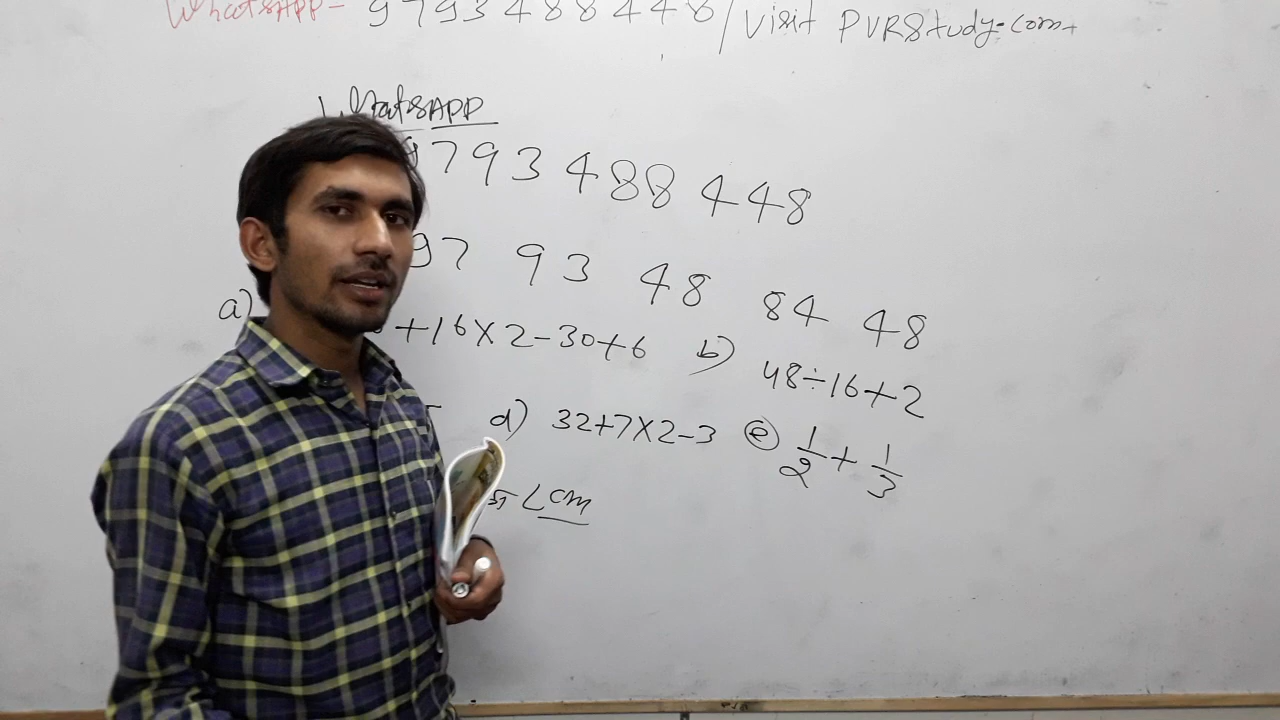 WhatsAPP- 9793488448/Visit PVRStudy.com
WhatsAPP
9793488448
97 93 48 84 48
a) +16×2-30+6 b) 48÷16+2
d) 32+7×2-3 e) 1/2 + 1/3
LCM